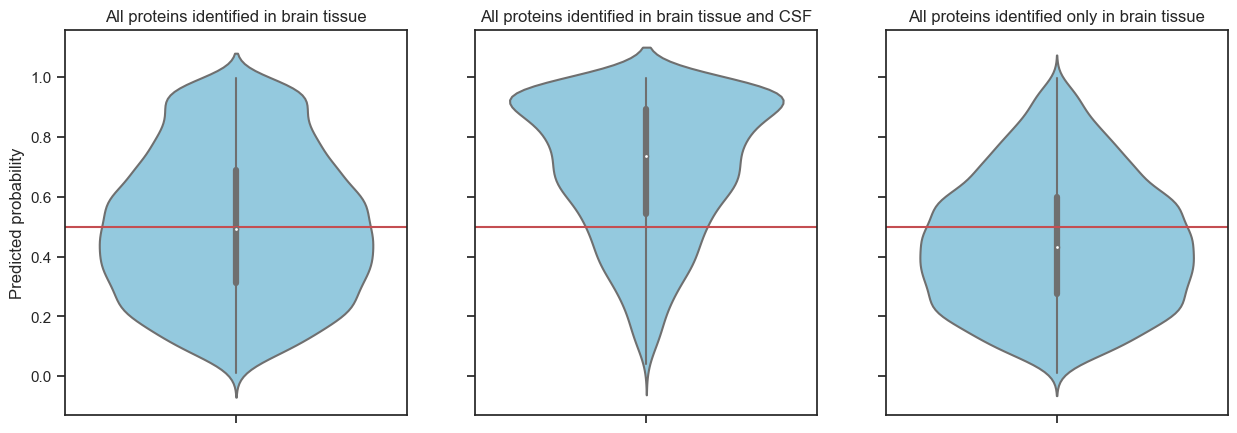 All proteins identified in brain tissue
All proteins identified in brain tissue and CSF
All proteins identified only in brain tissue
Predicted probability
1.0
0.8
0.6
0.4
0.2
0.0